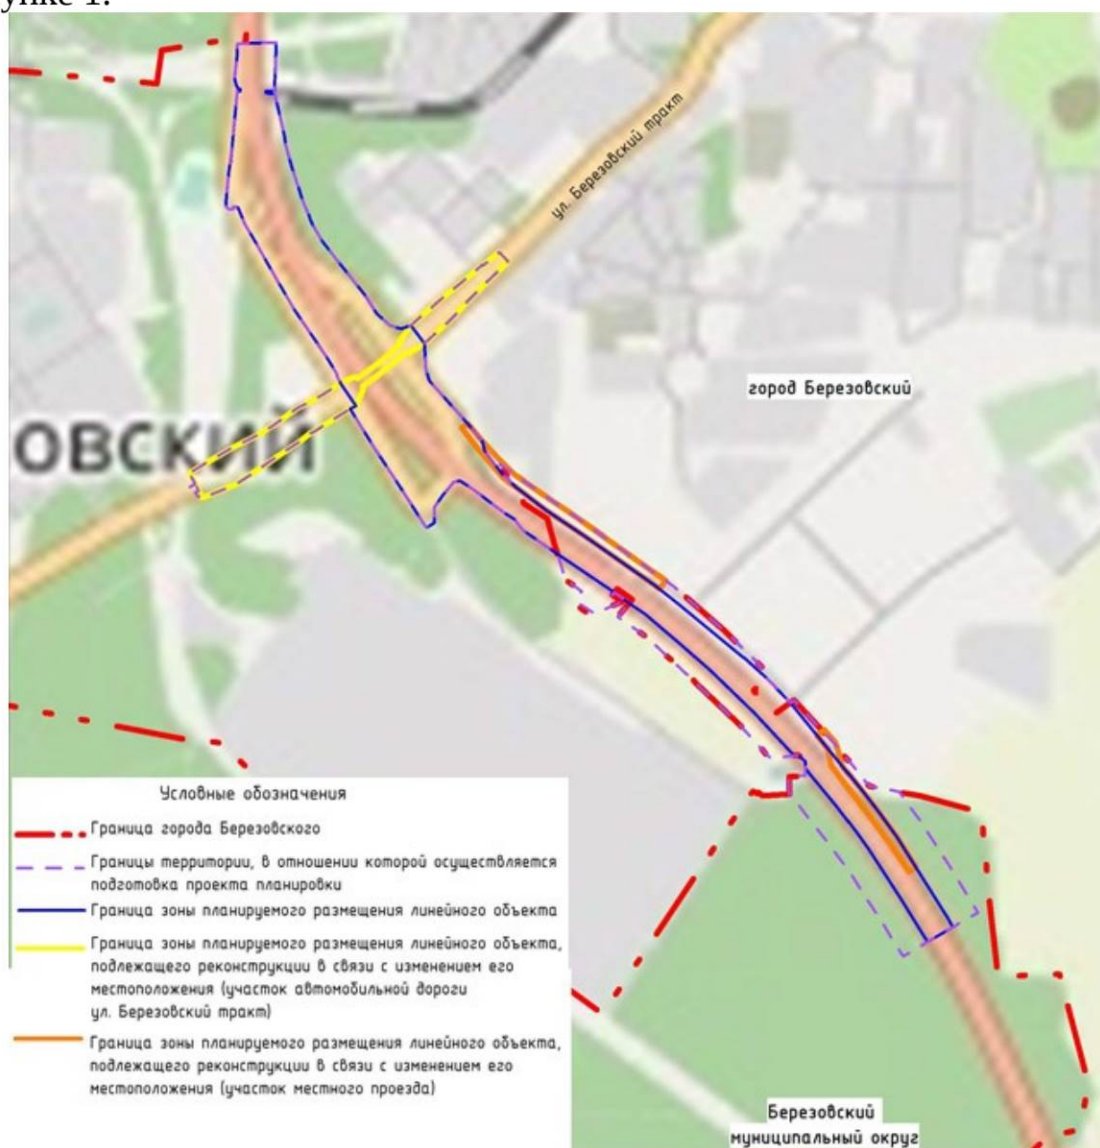 унке 1.
ул. Березовский тракт
город Березовский
ОВСКИЙ
Условные обозначения
Граница города Березовского
Границы территории, в отношении которой осуществляется
подготовка проекта планировки
Граница зоны планируемого размещения линейного объекта
Граница зоны планируемого размещения линейного объекта,
подлежащего реконструкции в связи с изменением его
местоположения (участок автомобильной дороги
ул. Березовский тракт)
Граница зоны планируемого размещения линейного объекта,
подлежащего реконструкции в связи с изменением его
местоположения (участок местного проезда)
Березовский
муниципальный округ